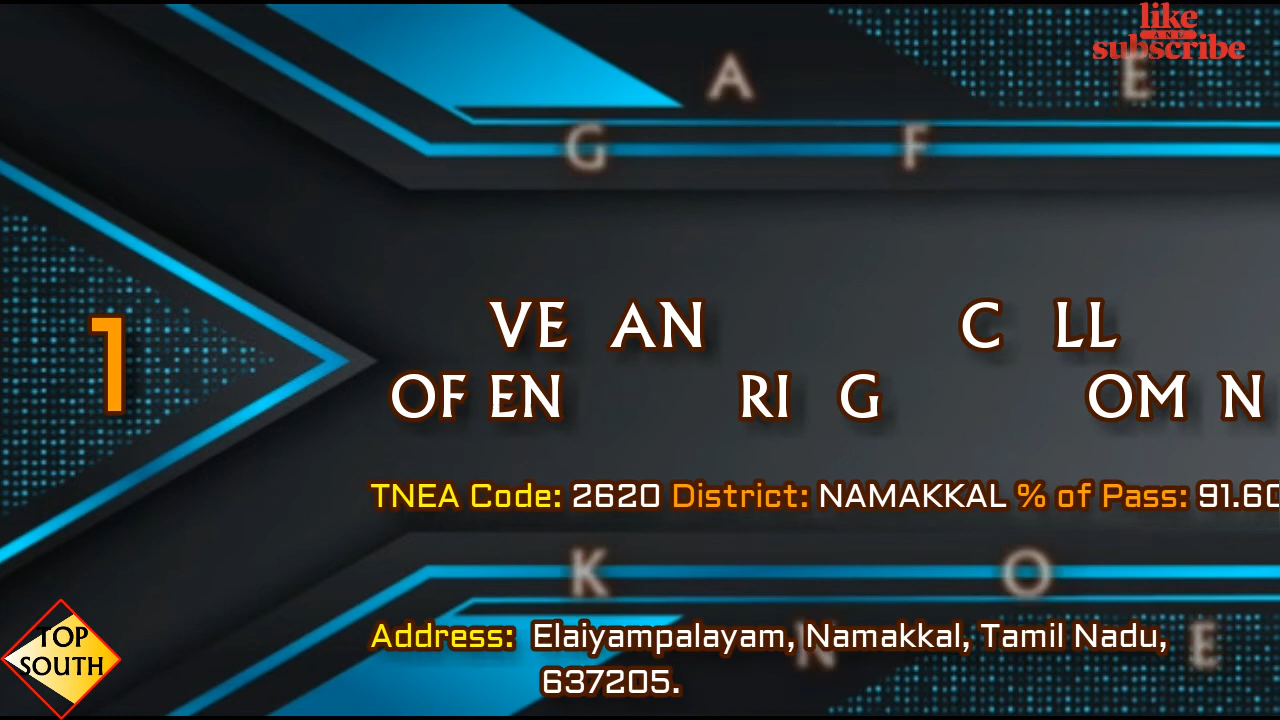 like
AND
subscribe
A E
G F
VE AN C LL
1
OF EN RI G OM N
TNEA Code: 2620 District: NAMAKKAL % of Pass: 91.60
K O
Address: Elaiyampalayam, Namakkal, Tamil Nadu,
N E
637205.
TOP
SOUTH